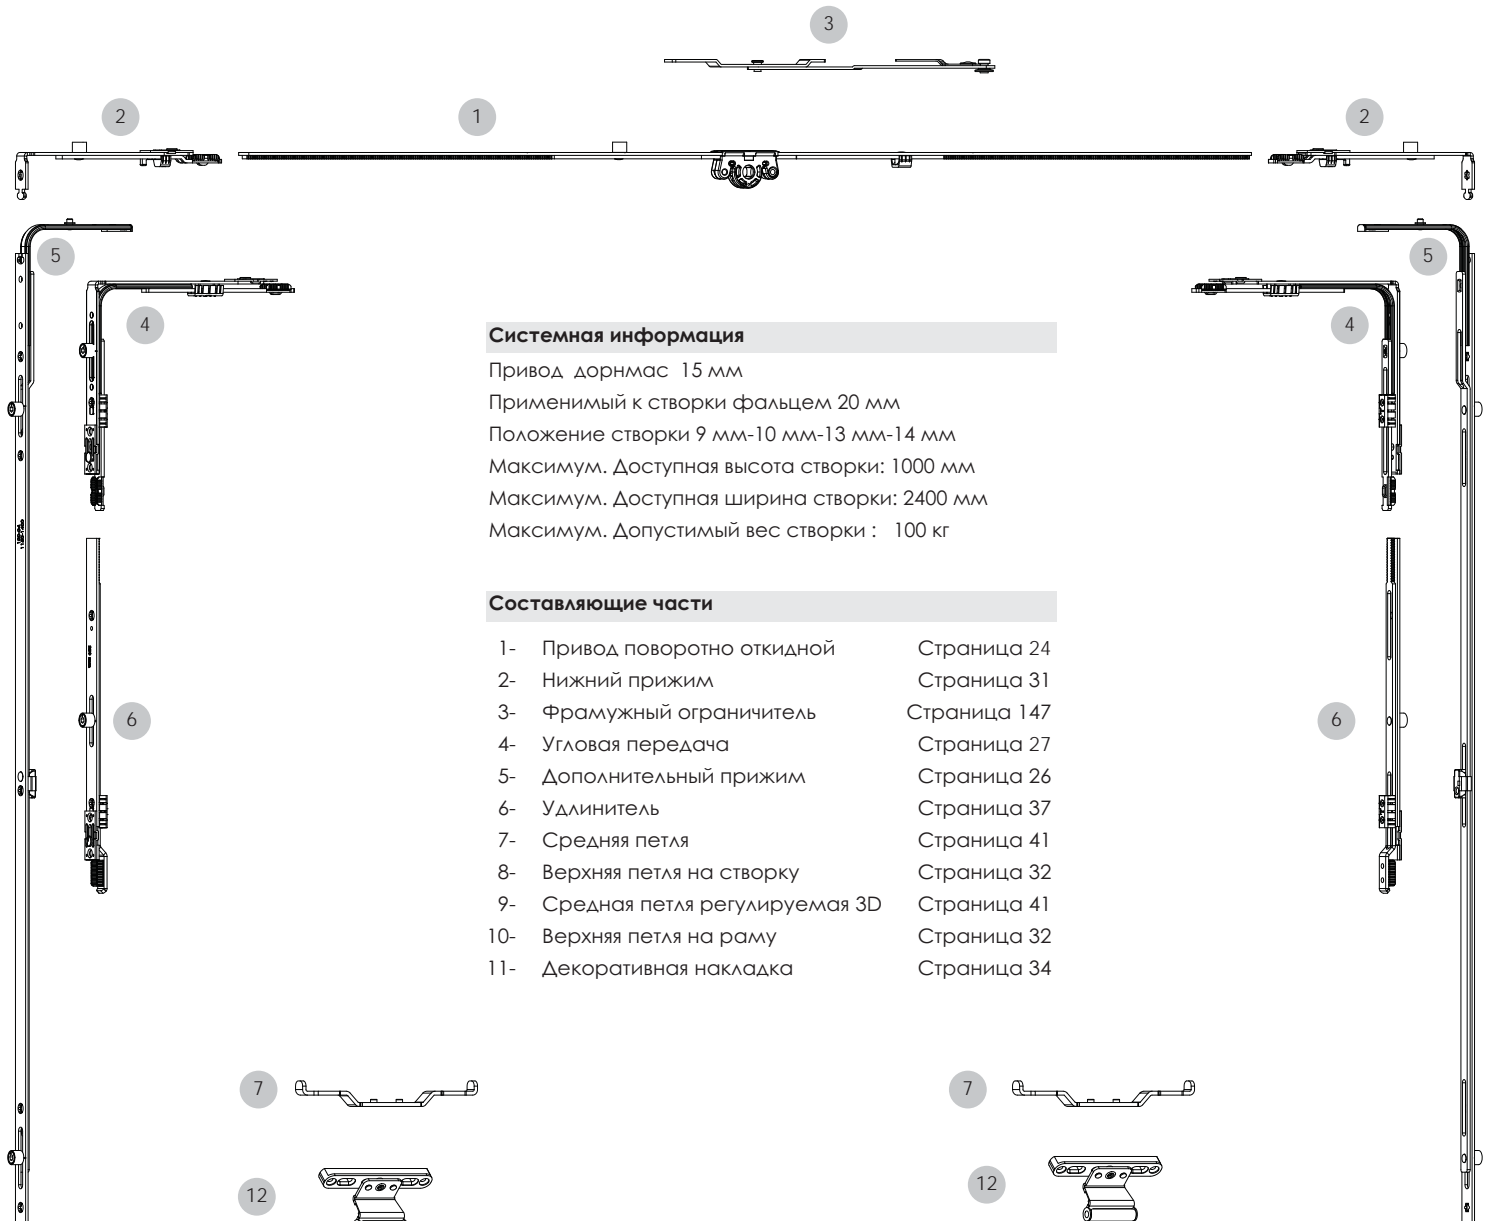 3
2
1
2
5
5
4
4
Системная информация
Привод дорнмас 15 мм
Применимый к створки фальцем 20 мм
Положение створки 9 мм-10 мм-13 мм-14 мм
Максимум. Доступная высота створки: 1000 мм
Максимум. Доступная ширина створки: 2400 мм
Максимум. Допустимый вес створки : 100 кг
Составляющие части
1- Привод поворотно откидной Страница 24
2- Нижний прижим Страница 31
3- Фрамужный ограничитель Страница 147
4- Угловая передача Страница 27
5- Дополнительный прижим Страница 26
6- Удлинитель Страница 37
7- Средняя петля Страница 41
8- Верхняя петля на створку Страница 32
9- Средная петля регулируемая 3D Страница 41
10- Верхняя петля на раму Страница 32
11- Декоративная накладка Страница 34
6
6
7
7
12
12